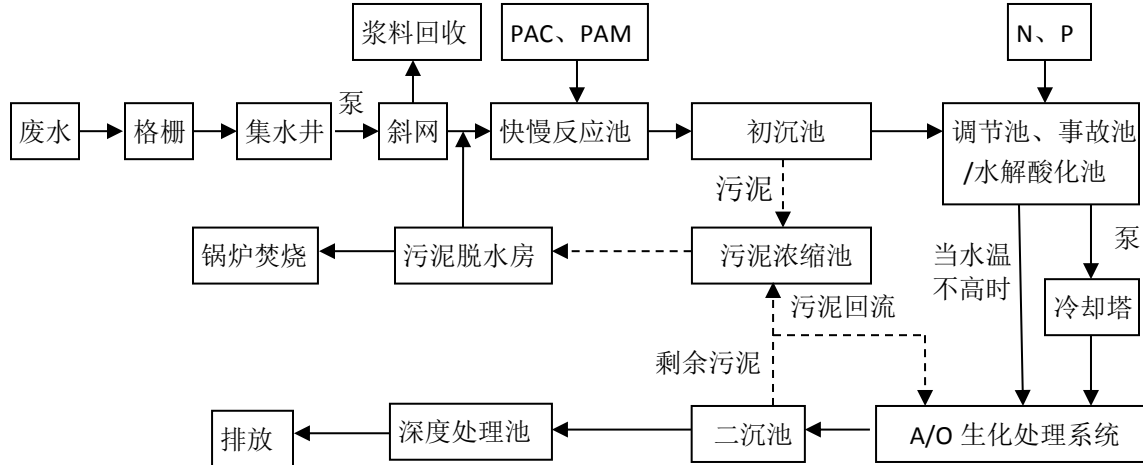 浆料回收
PAC、PAM
N、P
泵
废水
格栅
集水井
斜网
快慢反应池
初沉池
调节池、事故池
/水解酸化池
污泥
锅炉焚烧
污泥脱水房
污泥浓缩池
当水温
不高时
泵
污泥回流
冷却塔
剩余污泥
排放
深度处理池
二沉池
A/O 生化处理系统